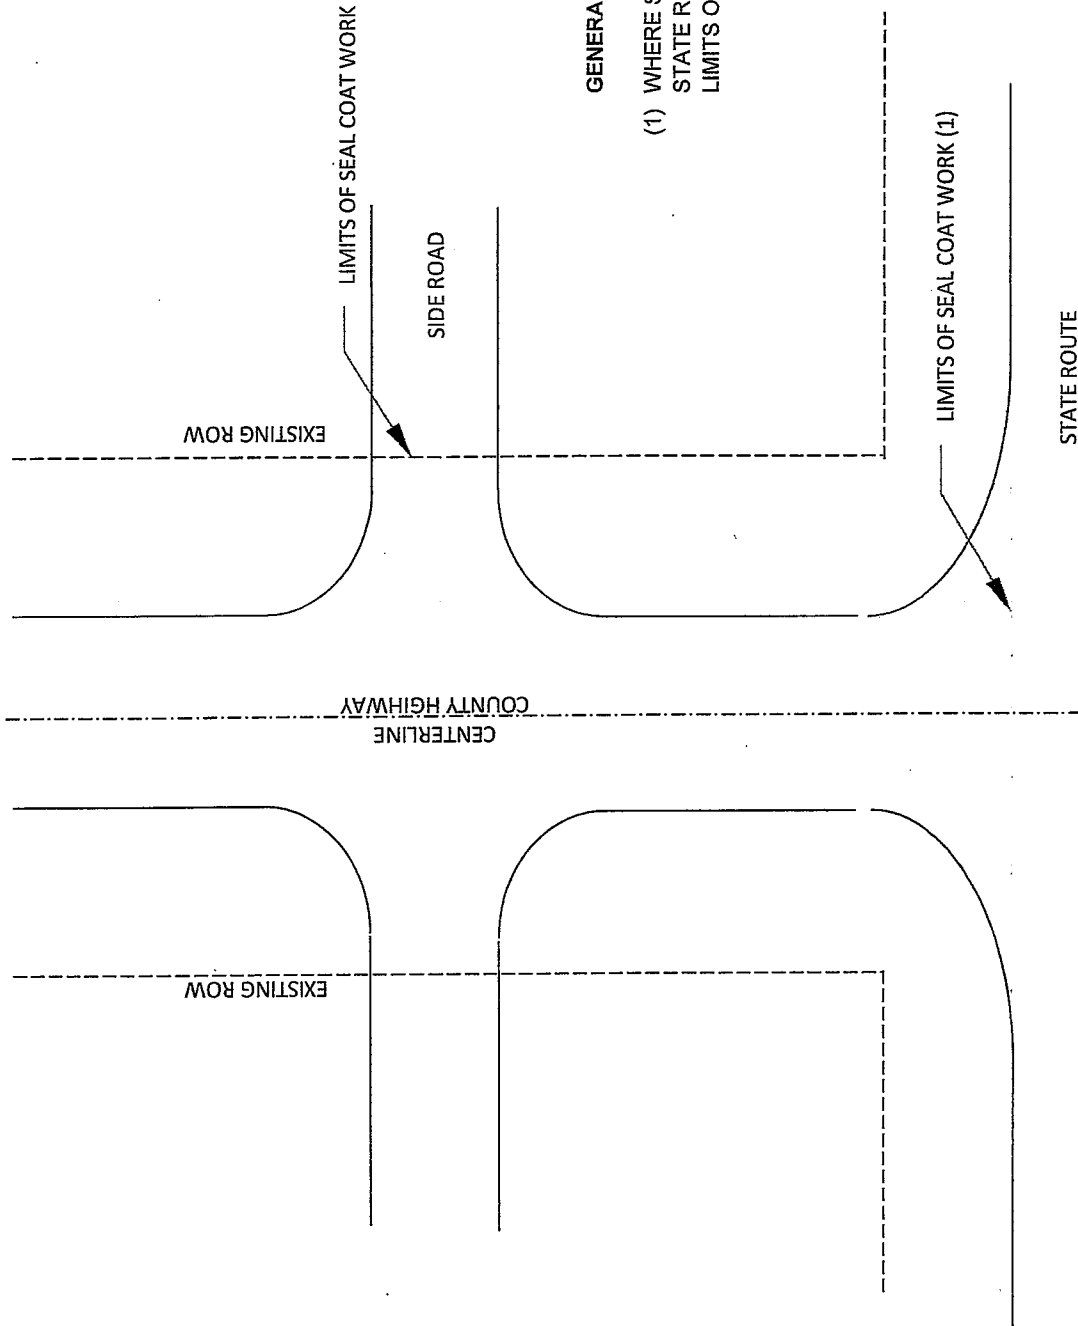 LIMITS OF SEAL COAT WORK
SIDE ROAD
EXISTING ROW
COUNTY HGIHWAY
CENTERLINE
EXISTING ROW
GENERA
(1) WHERE S
STATE R
LIMITS O
LIMITS OF SEAL COAT WORK (1)
STATE ROUTE